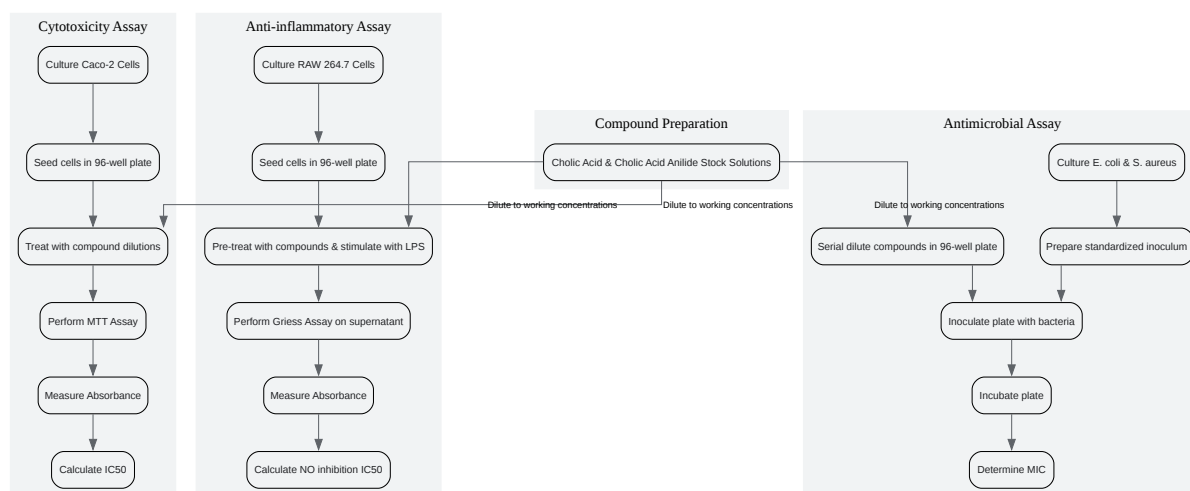 Cytotoxicity Assay
Culture Caco-2 Cells
Seed cells in 96-well plate
Treat with compound dilutions
Perform MTT Assay
Measure Absorbance
Calculate IC50
Anti-inflammatory Assay
Culture RAW 264.7 Cells
Seed cells in 96-well plate
Pre-treat with compounds & stimulate with LPS
Perform Griess Assay on supernatant
Measure Absorbance
Calculate NO inhibition IC50
Compound Preparation
Cholic Acid & Cholic Acid Anilide Stock Solutions
Dilute to working concentrations
Dilute to working concentrations
Dilute to working concentrations
Antimicrobial Assay
Culture E. coli & S. aureus
Serial dilute compounds in 96-well plate
Prepare standardized inoculum
Inoculate plate with bacteria
Incubate plate
Determine MIC